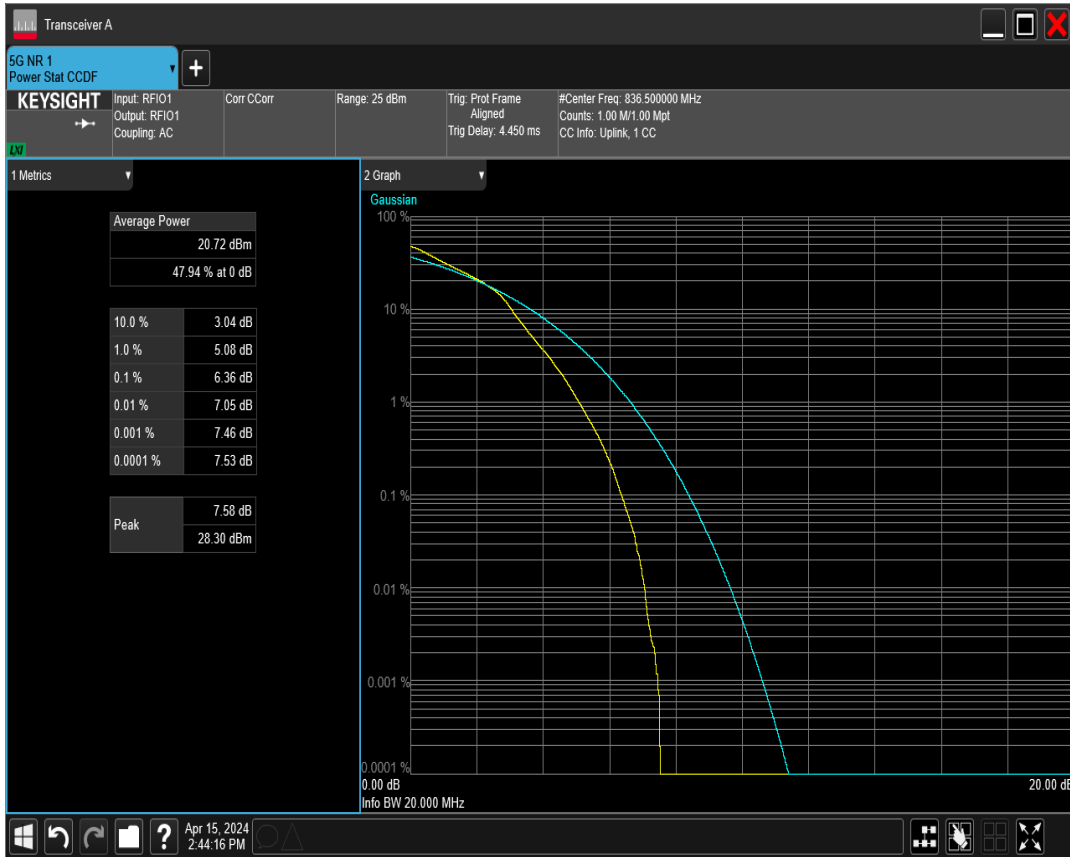 Transceiver A
5G NR 1
Power Stat CCDF
KEYSIGHT
LXI
Input: RFIO1
Output: RFIO1
Coupling: AC
Corr CCorr
Range: 25 dBm
Trig: Prot Frame
Aligned
Trig Delay: 4.450 ms
#Center Freq: 836.500000 MHz
Counts: 1.00 M/1.00 Mpt
CC Info: Uplink, 1 CC
1 Metrics
Average Power
20.72 dBm
47.94 % at 0 dB
10.0 % 3.04 dB
1.0 % 5.08 dB
0.1 % 6.36 dB
0.01 % 7.05 dB
0.001 % 7.46 dB
0.0001 % 7.53 dB
Peak
7.58 dB
28.30 dBm
2 Graph
Gaussian
100 %
10 %
1 %
0.1 %
0.01 %
0.001 %
0.0001 %
0.00 dB 20.00 dB
Info BW 20.000 MHz
? Apr 15, 2024
2:44:16 PM